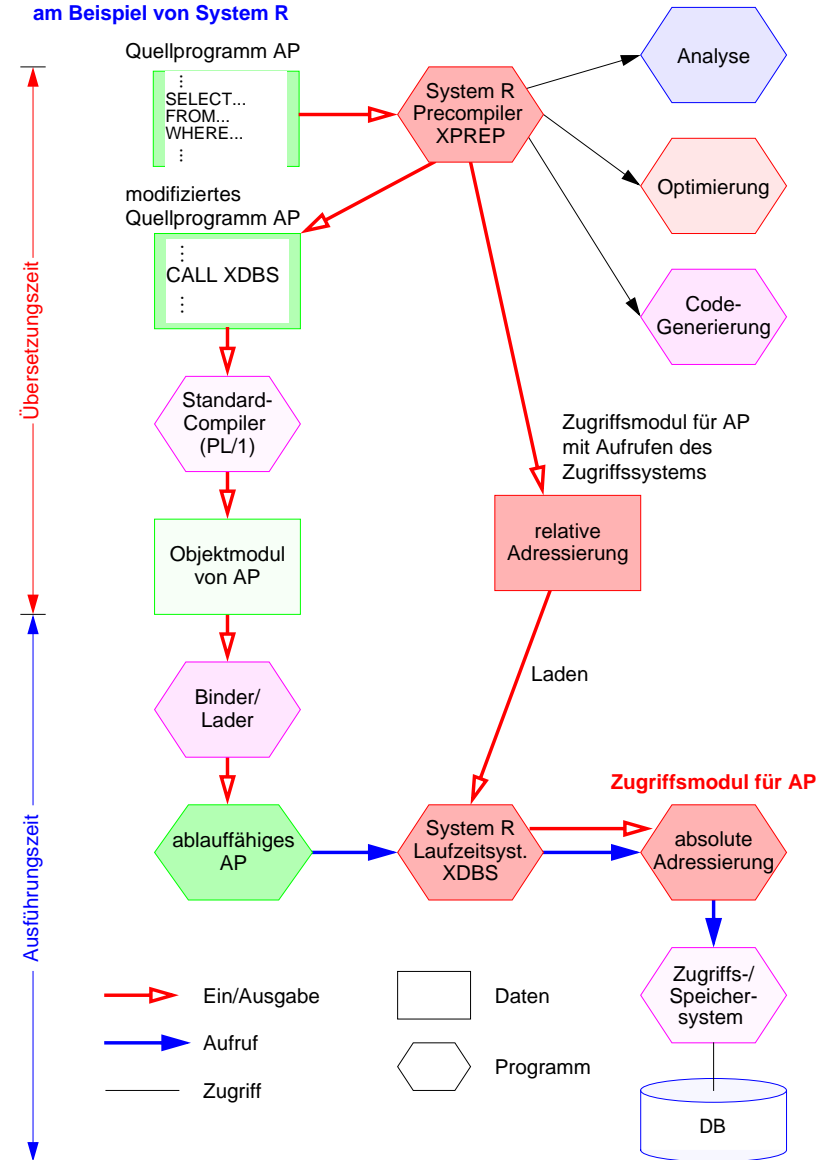 am Beispiel von System R
Quellprogramm AP
⋮
SELECT...
FROM...
WHERE...
⋮
System R
Precompiler
XPREP
Analyse
Optimierung
Code-
Generierung
modifiziertes
Quellprogramm AP
⋮
CALL XDBS
⋮
Übersetzungszeit
Standard-
Compiler
(PL/1)
Zugriffsmodul für AP
mit Aufrufen des
Zugriffssystems
Objektmodul
von AP
relative
Adressierung
Laden
Binder/
Lader
Ausführungszeit
Zugriffsmodul für AP
ablauffähiges
AP
System R
Laufzeitsyst.
XDBS
absolute
Adressierung
Zugriffs-/
Speicher-
system
DB
Ein/Ausgabe
Aufruf
Zugriff
Daten
Programm